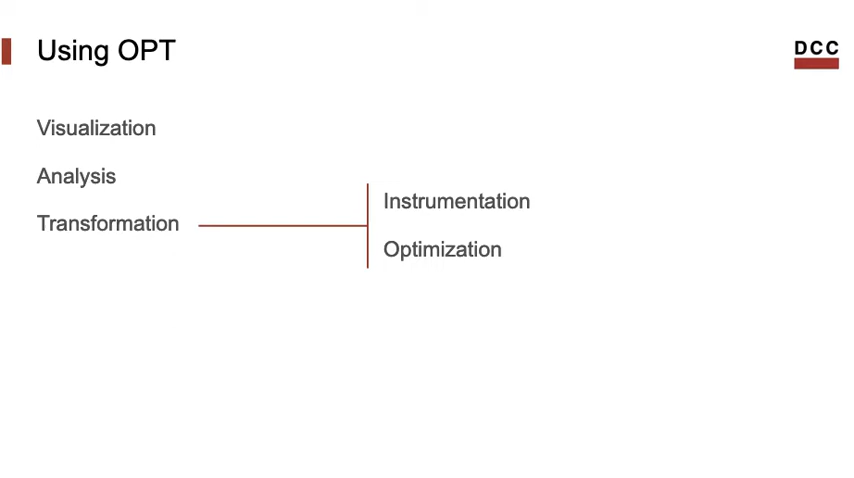 Using OPT
DCC
Visualization
Analysis
Transformation
Instrumentation
Optimization